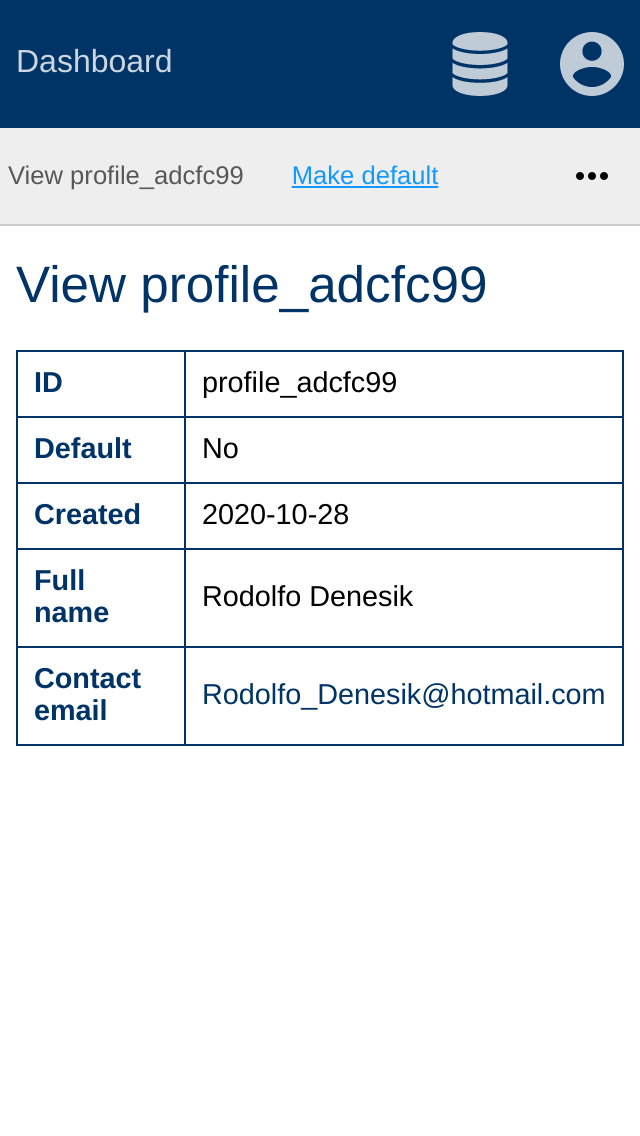 Dashboard
View profile_adcfc99 Make default
View profile_adcfc99
ID profile_adcfc99
Default No
Created 2020-10-28
Full name Rodolfo Denesik
Contact email Rodolfo_Denesik@hotmail.com